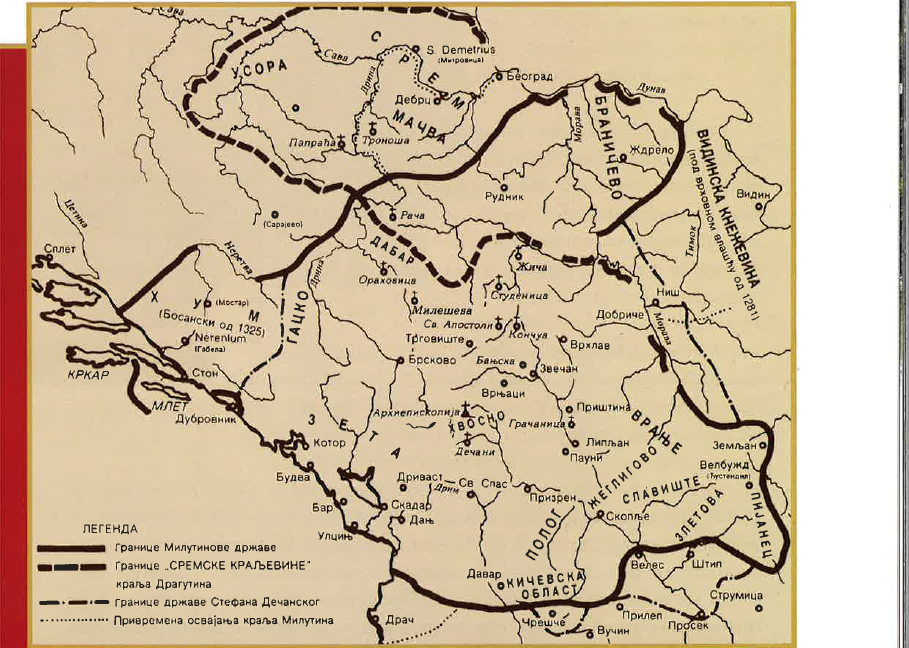 Сава
С Р Е М
S. Demetrius
(Митровица)
УСОРА
Сава
Дрина
Београд
Дунав
Дебрц
МАЧВА
БРАНИЧЕВО
Морава
Папраћа
Троноша
Ждрело
ВИДИНСКА КНЕЖЕВИНА
(под врховном влашћу од 1281)
Видин
Рудник
Цетина
(Сарајево)
Рача
Тимок
Сплет
Неретва
ДАБАР
Дрина
Жича
Ораховица
Студеница
Ниш
Х У М
(Мостар)
(Босански од 1325)
ГАЧКО
Милешева
Добриче
Св. Апостоли
Кончуа
Морава
Nerenium
(Габела)
Трговиште
Врхлав
Брсково
Бањска
Звечан
КРКАР
Стон
Врњаци
МЛЕТ
Дубровник
Архиепископија
ХВОСНО
Приштина
Грачаница
ВРАЊЕ
З Е Т А
Котор
Дечани
Липљан
Пауни
Земљан
ЖЕГЛИГОВО
Велбужд
(Ћустендил)
Будва
Дриваст
Дрим
Св Спас
СЛАВИШТЕ
Призрен
ПИЈАНЕЦ
Бар
Скадар
Дањ
ЗЛЕТОВА
Скопље
Улцињ
ПОЛОГ
ЛЕГЕНДА
Границе Милутинове државе
Границе „СРЕМСКЕ КРАЉЕВИНЕ”
краља Драгутина
Границе државе Стефана Дечанског
Привремена освајања краља Милутина
Давар
КИЧЕВСКА
ОБЛАСТ
Велес
Штип
Струмица
Драч
Чрешче
Прилеп
Просек
Вучин